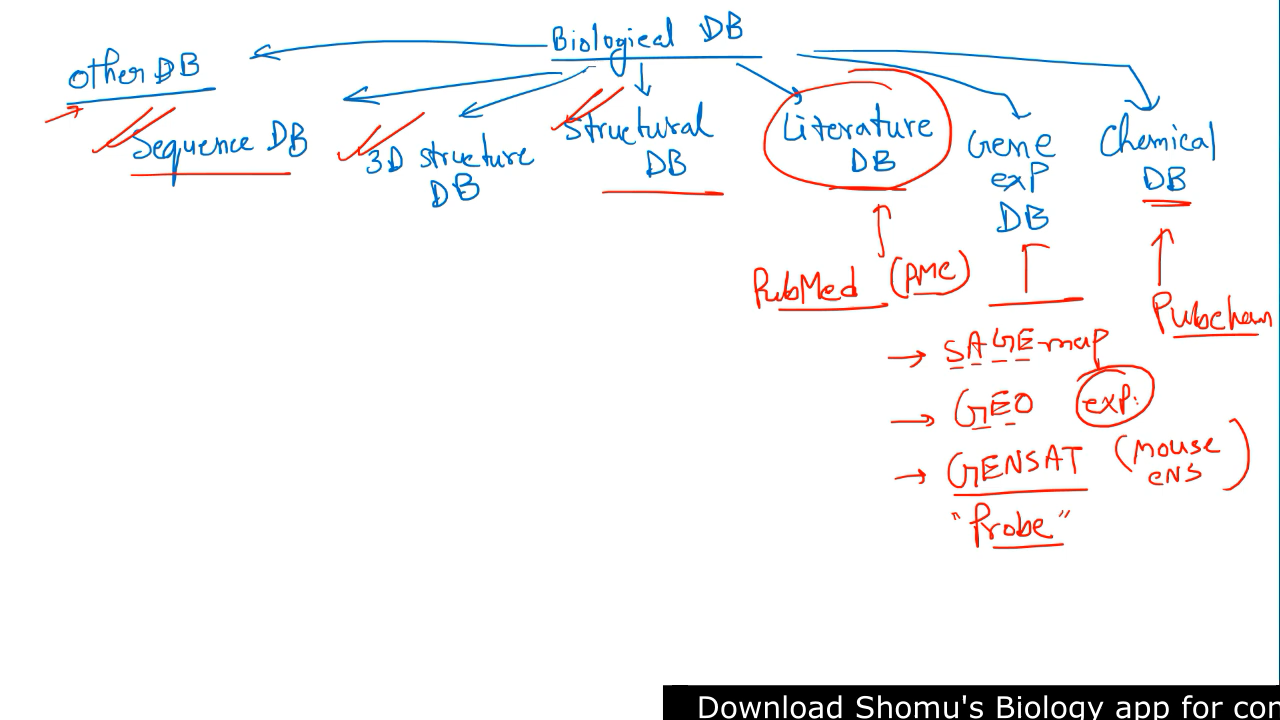 Biological DB
other DB
Sequence DB
3D structure
DB
Structural
DB
Literature
DB
Gene
exp
DB
Chemical
DB
PubMed (PMC)
Pubchem
→ SAGEmap
→ GEO exp.
→ GENSAT (Mouse
CNS)
"Probe"
Download Shomu's Biology app for con